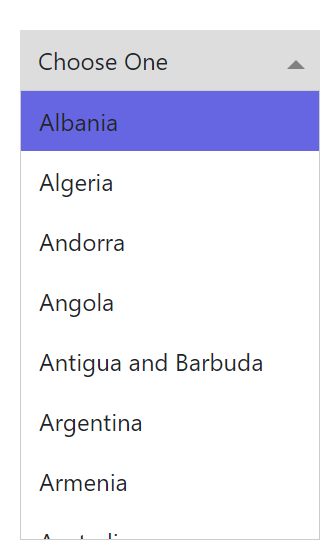 Choose One
Albania
Algeria
Andorra
Angola
Antigua and Barbuda
Argentina
Armenia